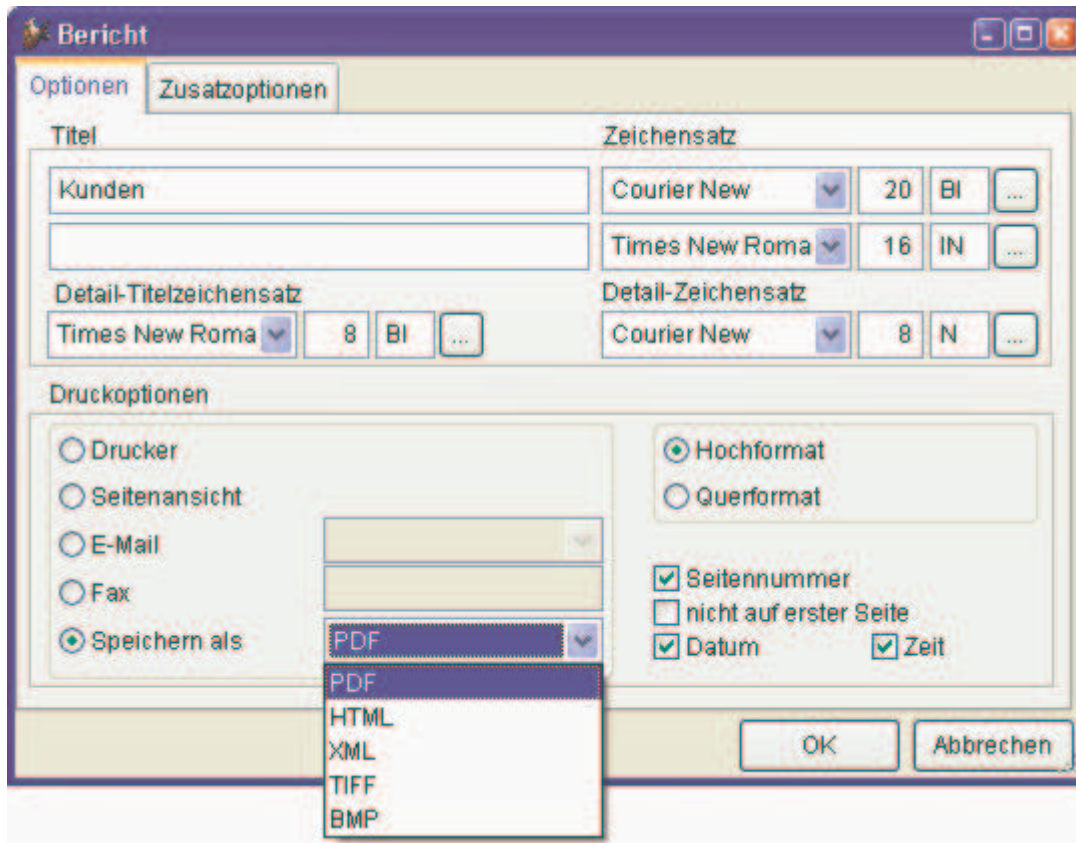 Bericht
Optionen Zusatzoptionen
Titel Zeichensatz
Kunden Courier New 20 BI ...
Times New Roma 16 IN ...
Detail-Titelzeichensatz Detail-Zeichensatz
Times New Roma 8 BI ... Courier New 8 N ...
Druckoptionen
Drucker Hochformat
Seitenansicht Querformat
E-Mail
Seitennummer
Fax
nicht auf erster Seite
Speichern als PDF Datum Zeit
PDF
HTML
XML OK Abbrechen
TIFF
BMP